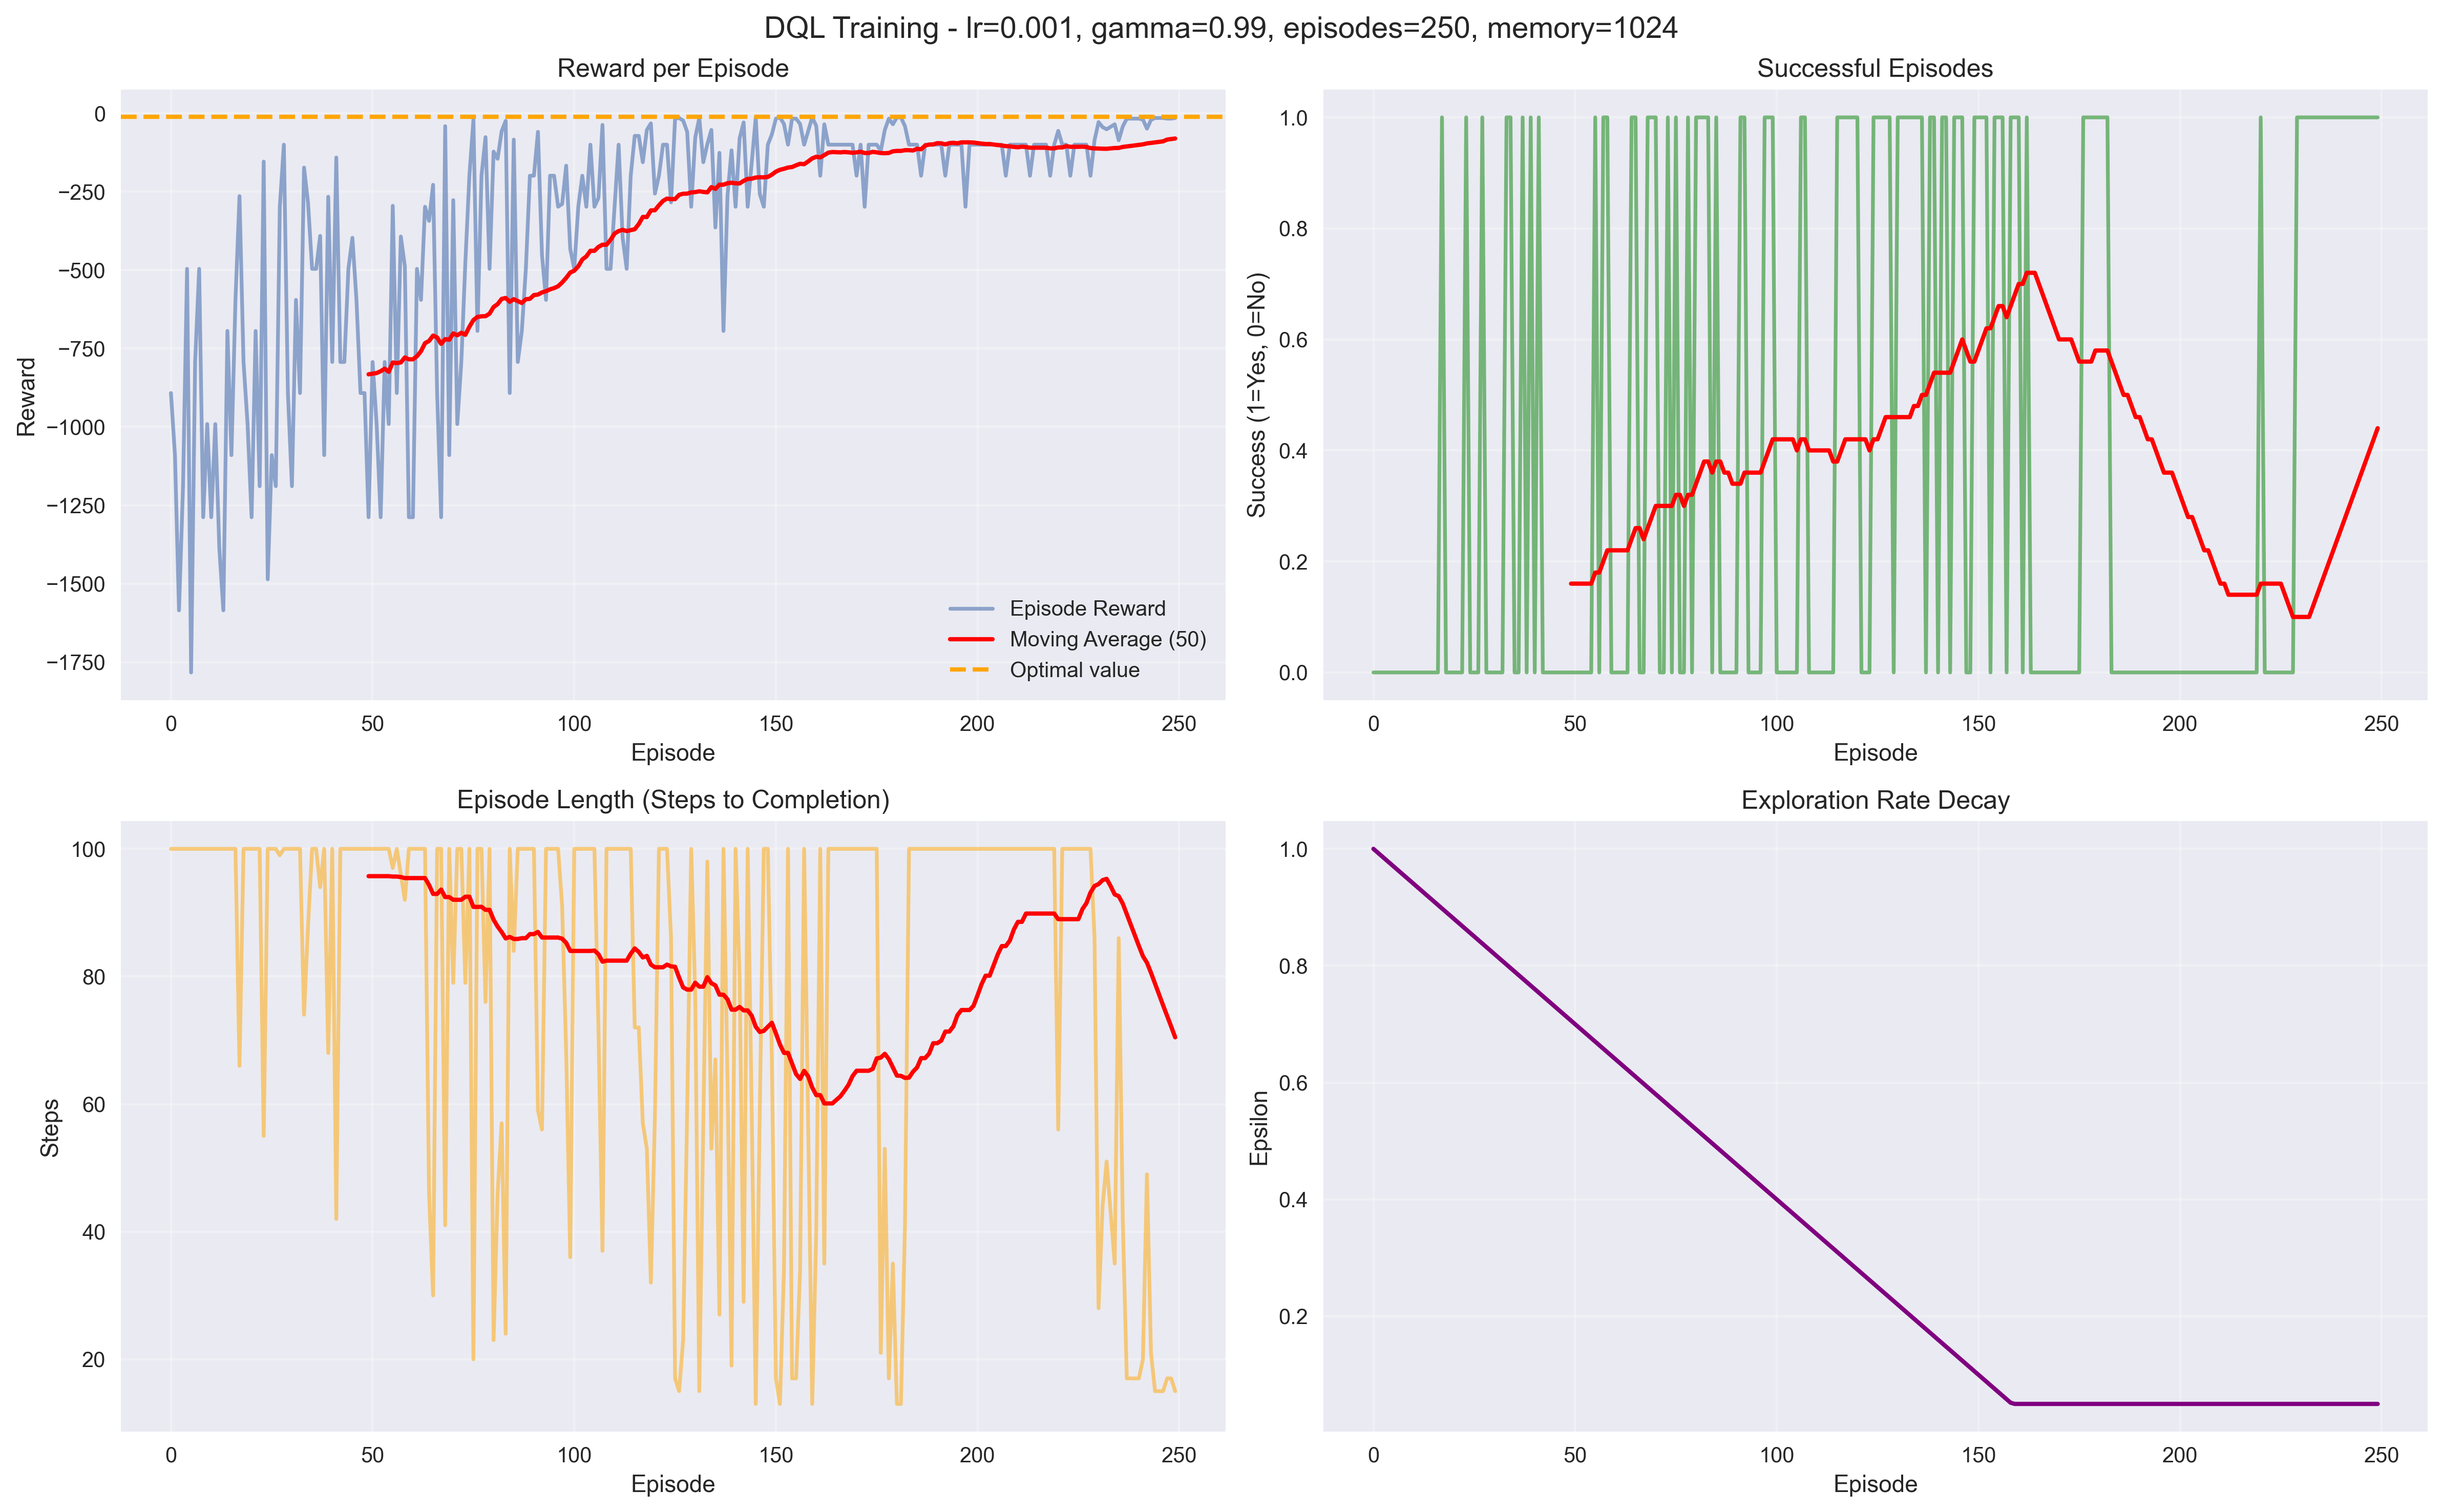 DQL Training - lr=0.001, gamma=0.99, episodes=250, memory=1024
Reward per Episode
0
−250
−500
−750
−1000
−1250
−1500
−1750
Reward
Episode Reward
Moving Average (50)
Optimal value
0 50 100 150 200 250
Episode
Successful Episodes
1.0
0.8
0.6
0.4
0.2
0.0
Success (1=Yes, 0=No)
0 50 100 150 200 250
Episode
Episode Length (Steps to Completion)
100
80
60
40
20
Steps
0 50 100 150 200 250
Episode
Exploration Rate Decay
1.0
0.8
0.6
0.4
0.2
Epsilon
0 50 100 150 200 250
Episode